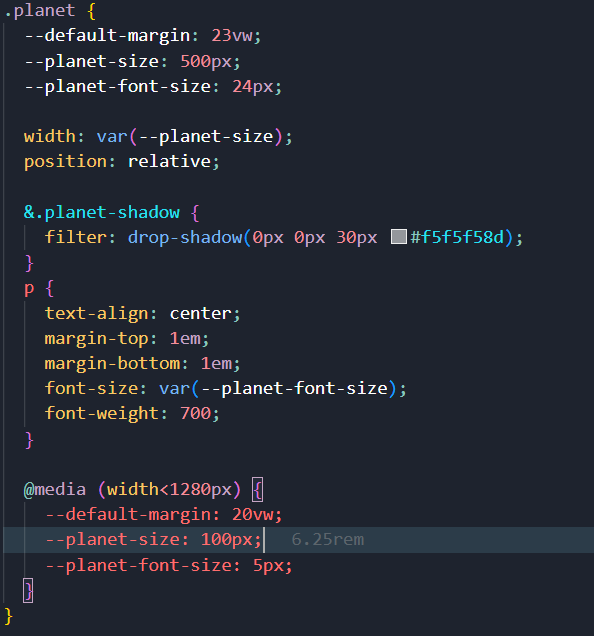 .planet {
--default-margin: 23vw;
--planet-size: 500px;
--planet-font-size: 24px;
width: var(--planet-size);
position: relative;
&.planet-shadow {
filter: drop-shadow(0px 0px 30px #f5f5f58d);
}
p {
text-align: center;
margin-top: 1em;
margin-bottom: 1em;
font-size: var(--planet-font-size);
font-weight: 700;
}
@media (width<1280px) {
--default-margin: 20vw;
--planet-size: 100px; 6.25rem
--planet-font-size: 5px;
}
}